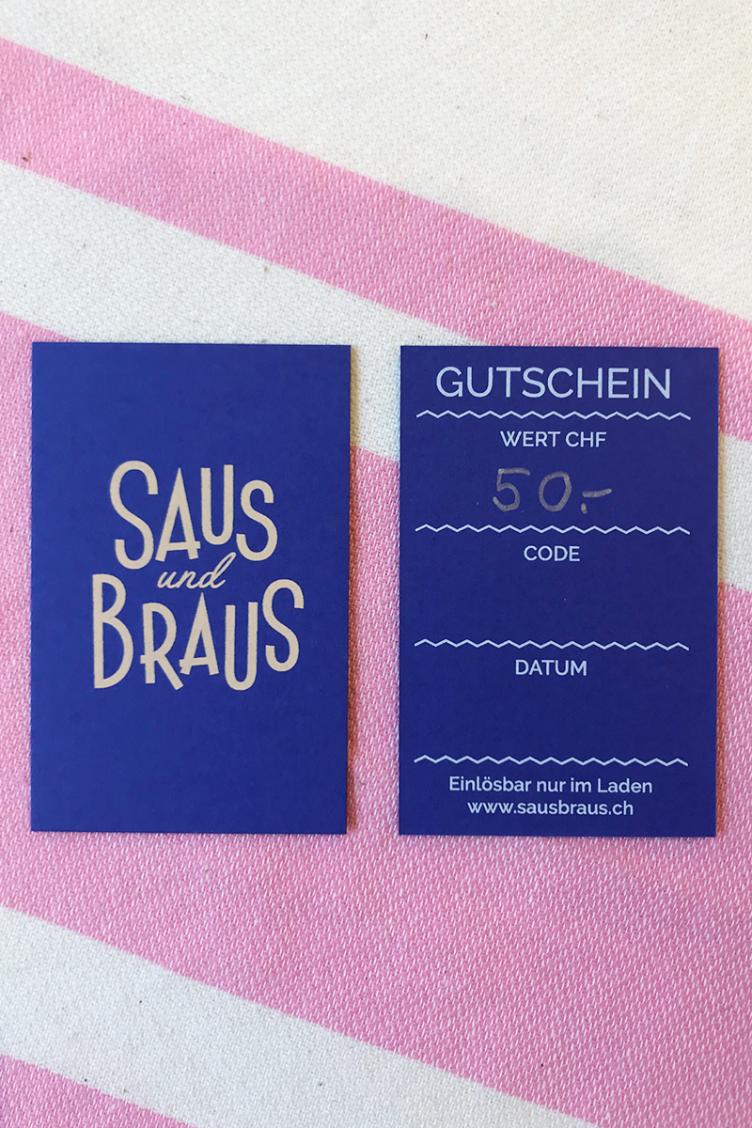 SAUS
und
BRAUS
GUTSCHEIN
WERT CHF
50.-
CODE
DATUM
Einlösbar nur im Laden
www.sausbraus.ch